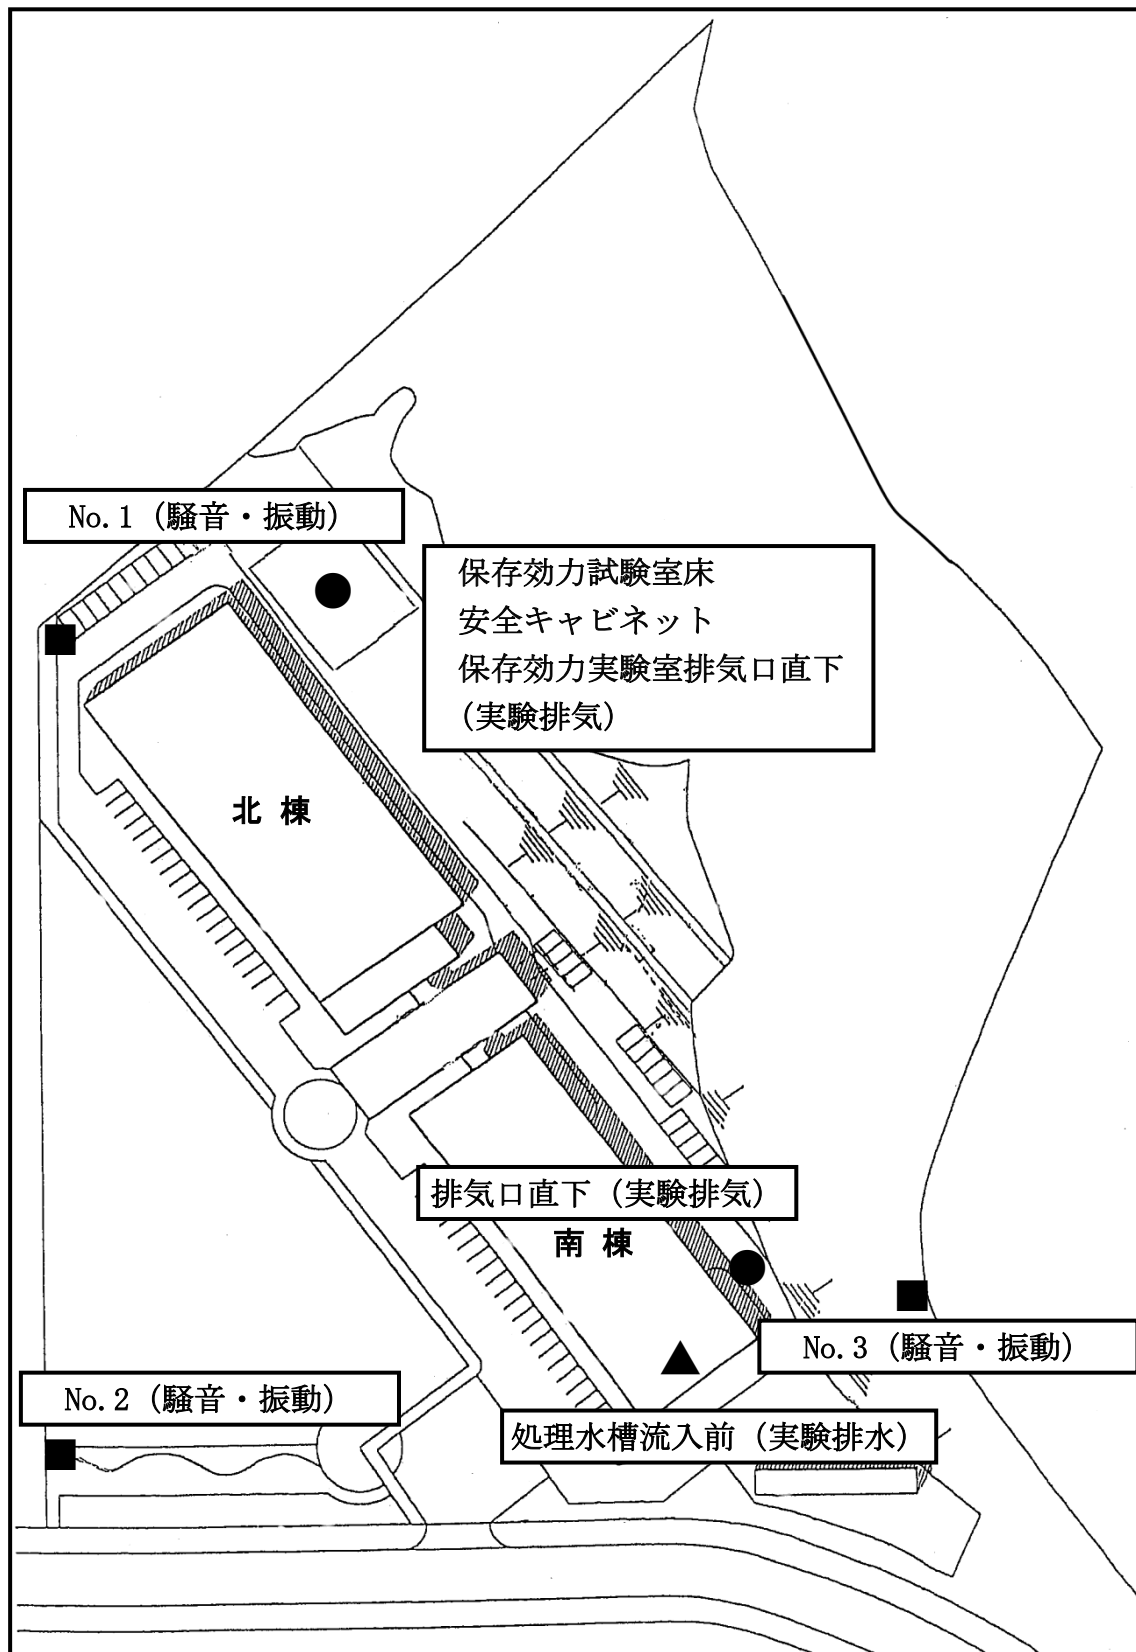 No.1（騒音・振動）
保存効力試験室床
安全キャビネット
保存効力実験室排気口直下
（実験排気）
北 棟
排気口直下（実験排気）
南 棟
No.3（騒音・振動）
No.2（騒音・振動）
処理水槽流入前（実験排水）